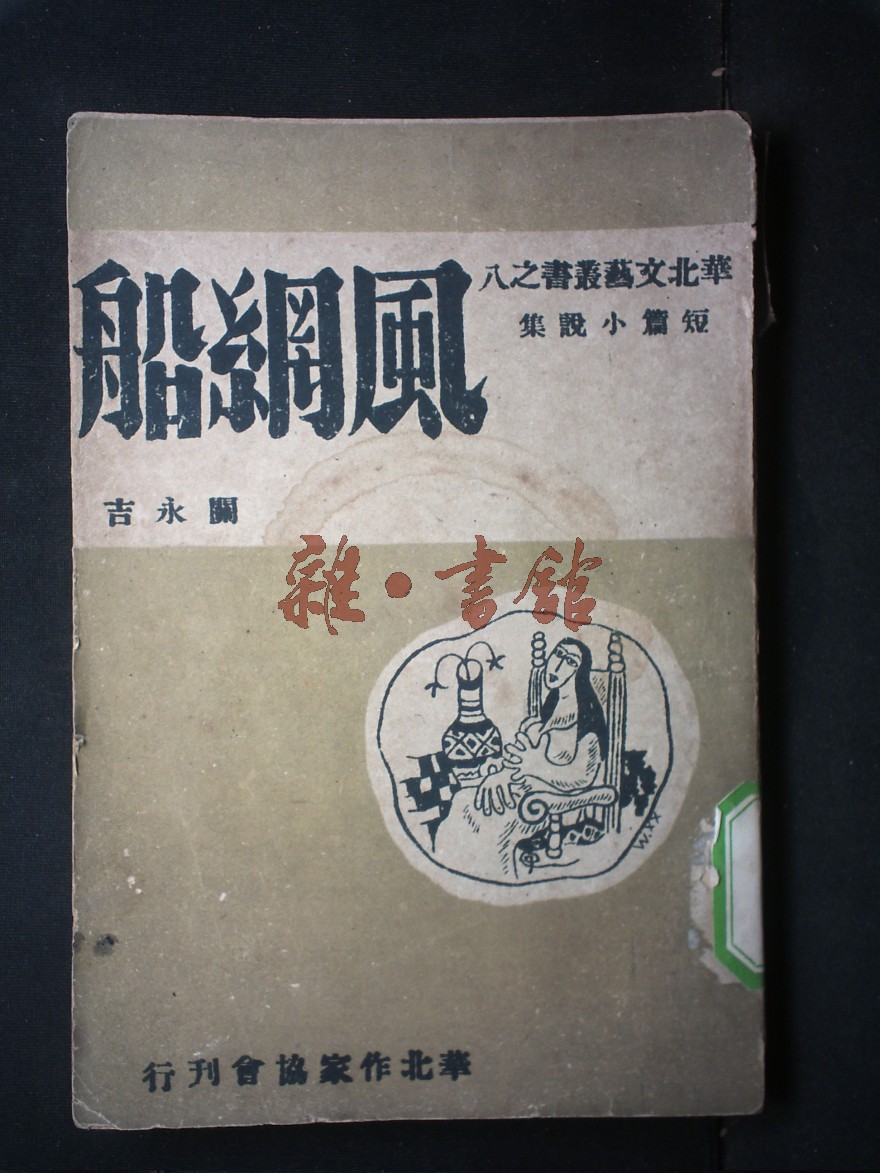 華北文藝叢書之八
短篇小說集
風網船
關永吉
雜·書館
W.XX
華北作家協會刊行